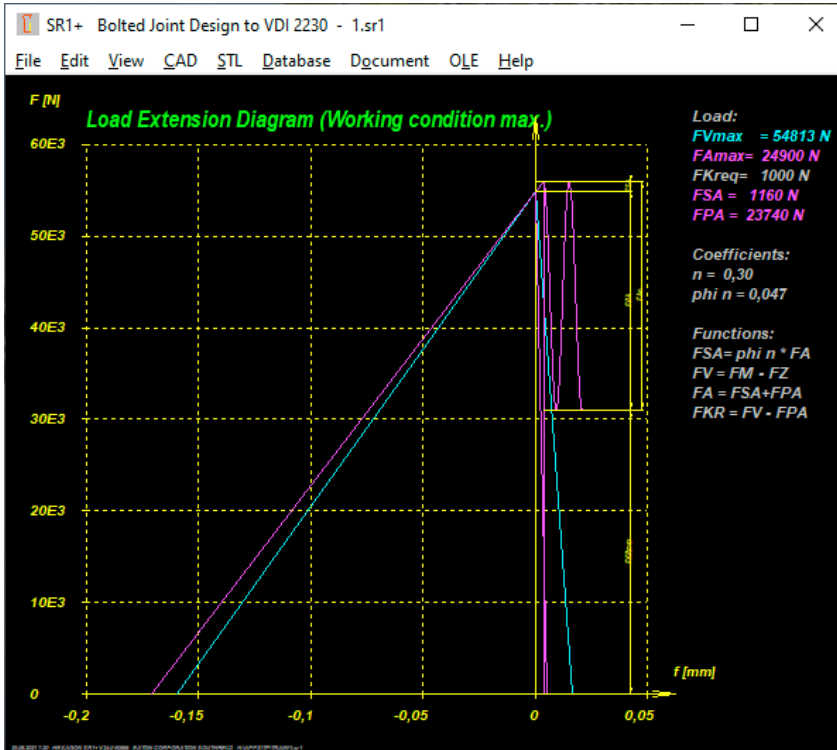 SR1+ Bolted Joint Design to VDI 2230 - 1.sr1
File Edit View CAD STL Database Document OLE Help
F [N]
Load Extension Diagram (Working condition max.)
60E3
50E3
40E3
30E3
20E3
10E3
0
-0,2 -0,15 -0,1 -0,05 0 0,05
f [mm]
Load:
FVmax = 54813 N
FAmax= 24900 N
FKreq= 1000 N
FSA = 1160 N
FPA = 23740 N
Coefficients:
n = 0,30
phi n = 0,047
Functions:
FSA= phi n * FA
FV = FM - FZ
FA = FSA+FPA
FKR = FV - FPA